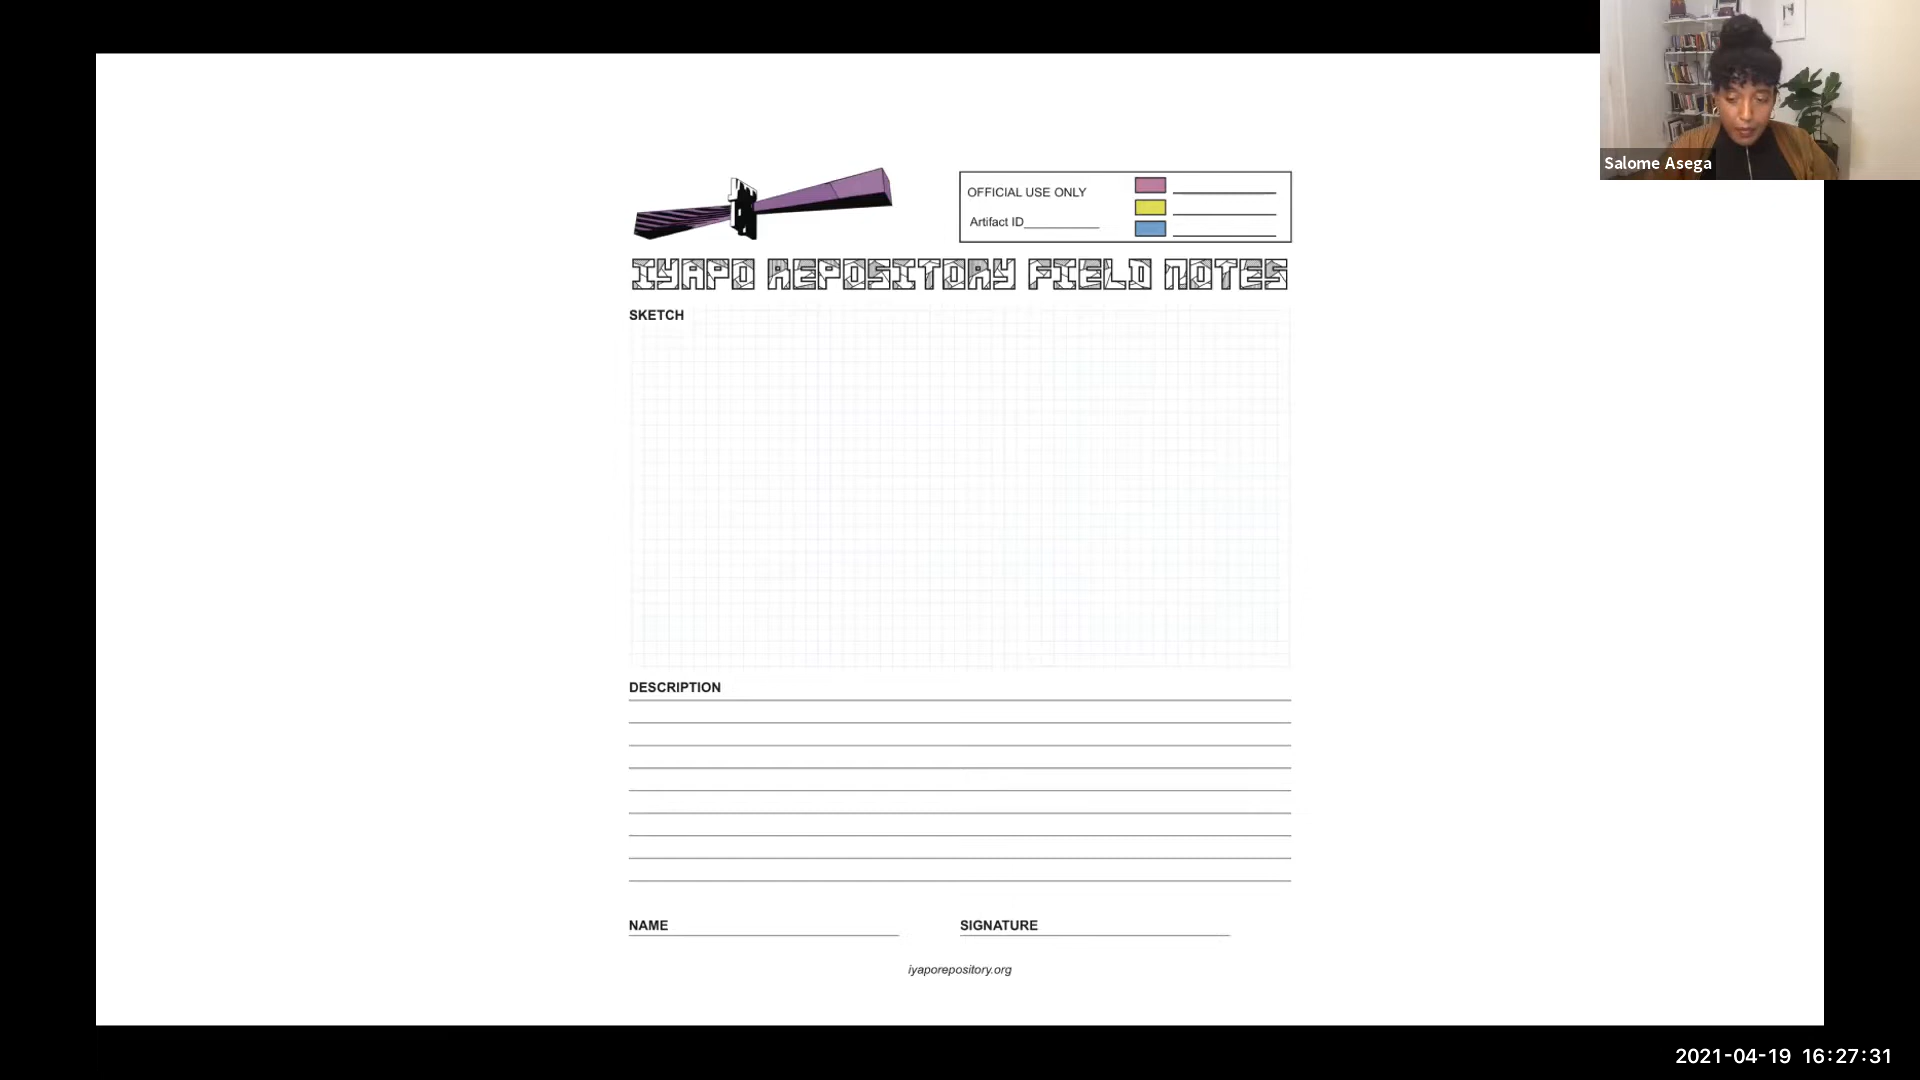 Salome Asega
OFFICIAL USE ONLY
Artifact ID____________
IYAPO REPOSITORY FIELD NOTES
SKETCH
DESCRIPTION
NAME
SIGNATURE
iyaporepository.org
2021-04-19 16:27:31